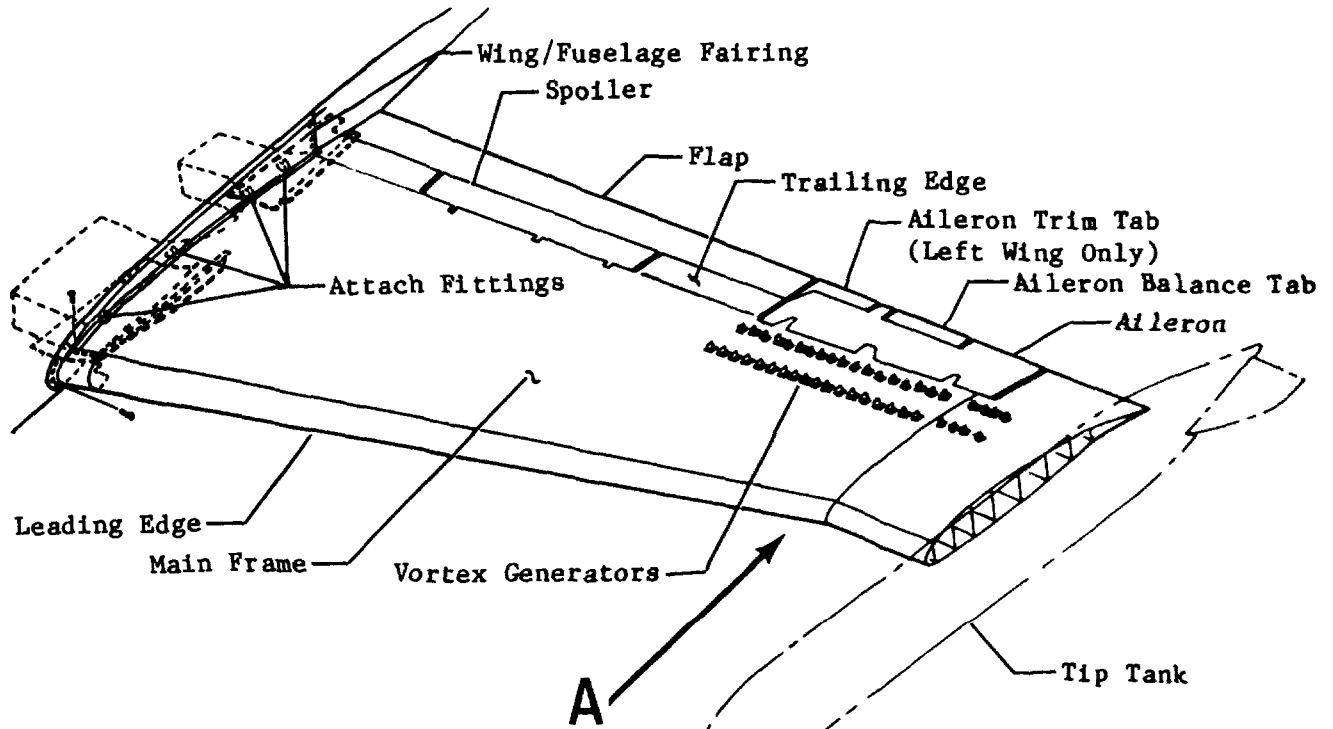 Wing/Fuselage Fairing
Spoiler
Flap
Trailing Edge
Aileron Trim Tab
(Left Wing Only)
Aileron Balance Tab
Aileron
Attach Fittings
Leading Edge
Main Frame
Vortex Generators
Tip Tank
A